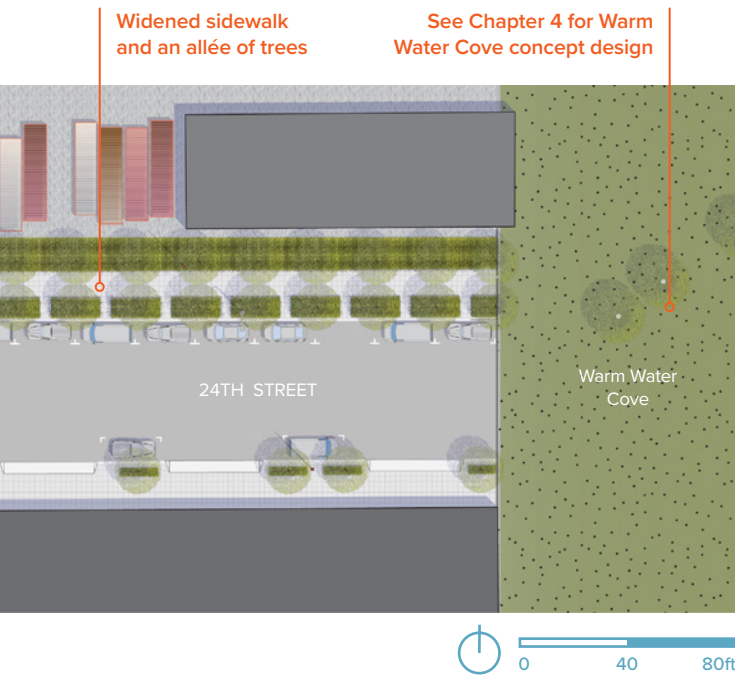 Widened sidewalk
and an allée of trees
See Chapter 4 for Warm
Water Cove concept design
24TH STREET
Warm Water
Cove
0 40 80ft